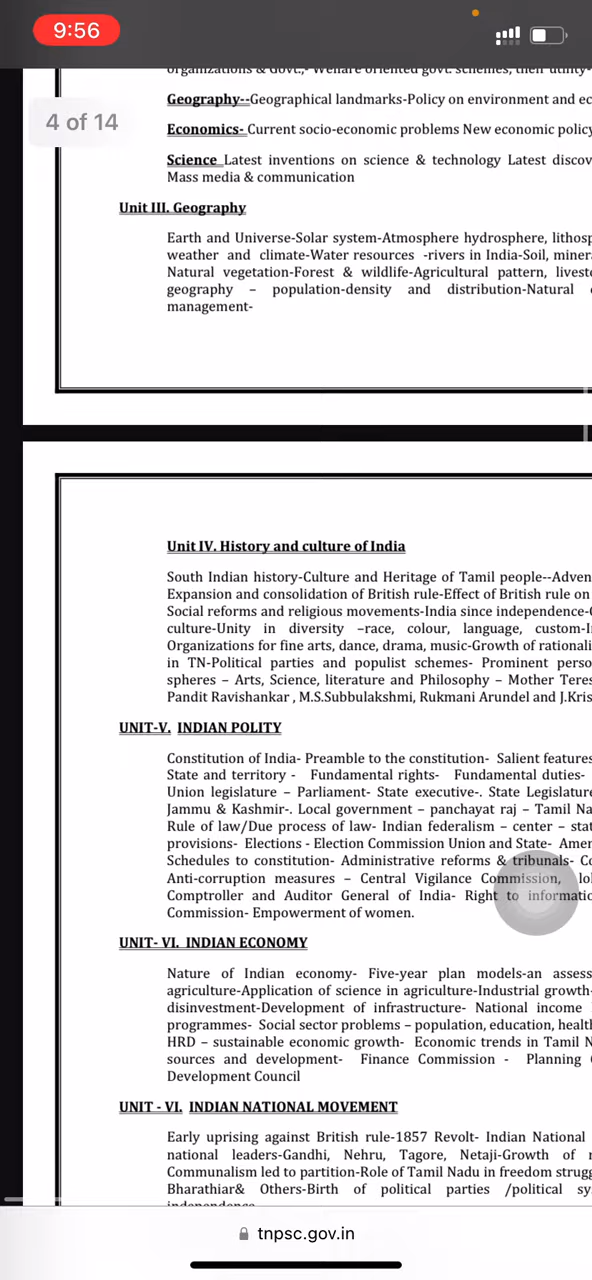 9:56
organizations & Govt.,- Welfare oriented govt. schemes, their utility-
4 of 14
Geography--Geographical landmarks-Policy on environment and ec
Economics- Current socio-economic problems New economic policy
Science Latest inventions on science & technology Latest discov
Mass media & communication
Unit III. Geography
Earth and Universe-Solar system-Atmosphere hydrosphere, lithosp
weather and climate-Water resources -rivers in India-Soil, minera
Natural vegetation-Forest & wildlife-Agricultural pattern, livesto
geography – population-density and distribution-Natural
management-
Unit IV. History and culture of India
South Indian history-Culture and Heritage of Tamil people--Adven
Expansion and consolidation of British rule-Effect of British rule on
Social reforms and religious movements-India since independence-
culture-Unity in diversity –race, colour, language, custom-I
Organizations for fine arts, dance, drama, music-Growth of rationali
in TN-Political parties and populist schemes- Prominent perso
spheres – Arts, Science, literature and Philosophy – Mother Teres
Pandit Ravishankar , M.S.Subbulakshmi, Rukmani Arundel and J.Kris
UNIT-V. INDIAN POLITY
Constitution of India- Preamble to the constitution- Salient features
State and territory - Fundamental rights- Fundamental duties-
Union legislature – Parliament- State executive-. State Legislature
Jammu & Kashmir-. Local government – panchayat raj – Tamil Na
Rule of law/Due process of law- Indian federalism – center – stat
provisions- Elections - Election Commission Union and State- Amen
Schedules to constitution- Administrative reforms & tribunals- Co
Anti-corruption measures – Central Vigilance Commission, lo
Comptroller and Auditor General of India- Right to informatio
Commission- Empowerment of women.
UNIT- VI. INDIAN ECONOMY
Nature of Indian economy- Five-year plan models-an assess
agriculture-Application of science in agriculture-Industrial growth-
disinvestment-Development of infrastructure- National income
programmes- Social sector problems – population, education, health
HRD – sustainable economic growth- Economic trends in Tamil N
sources and development- Finance Commission - Planning
Development Council
UNIT - VI. INDIAN NATIONAL MOVEMENT
Early uprising against British rule-1857 Revolt- Indian National
national leaders-Gandhi, Nehru, Tagore, Netaji-Growth of
Communalism led to partition-Role of Tamil Nadu in freedom strugg
Bharathiar& Others-Birth of political parties /political sy
independence
tnpsc.gov.in